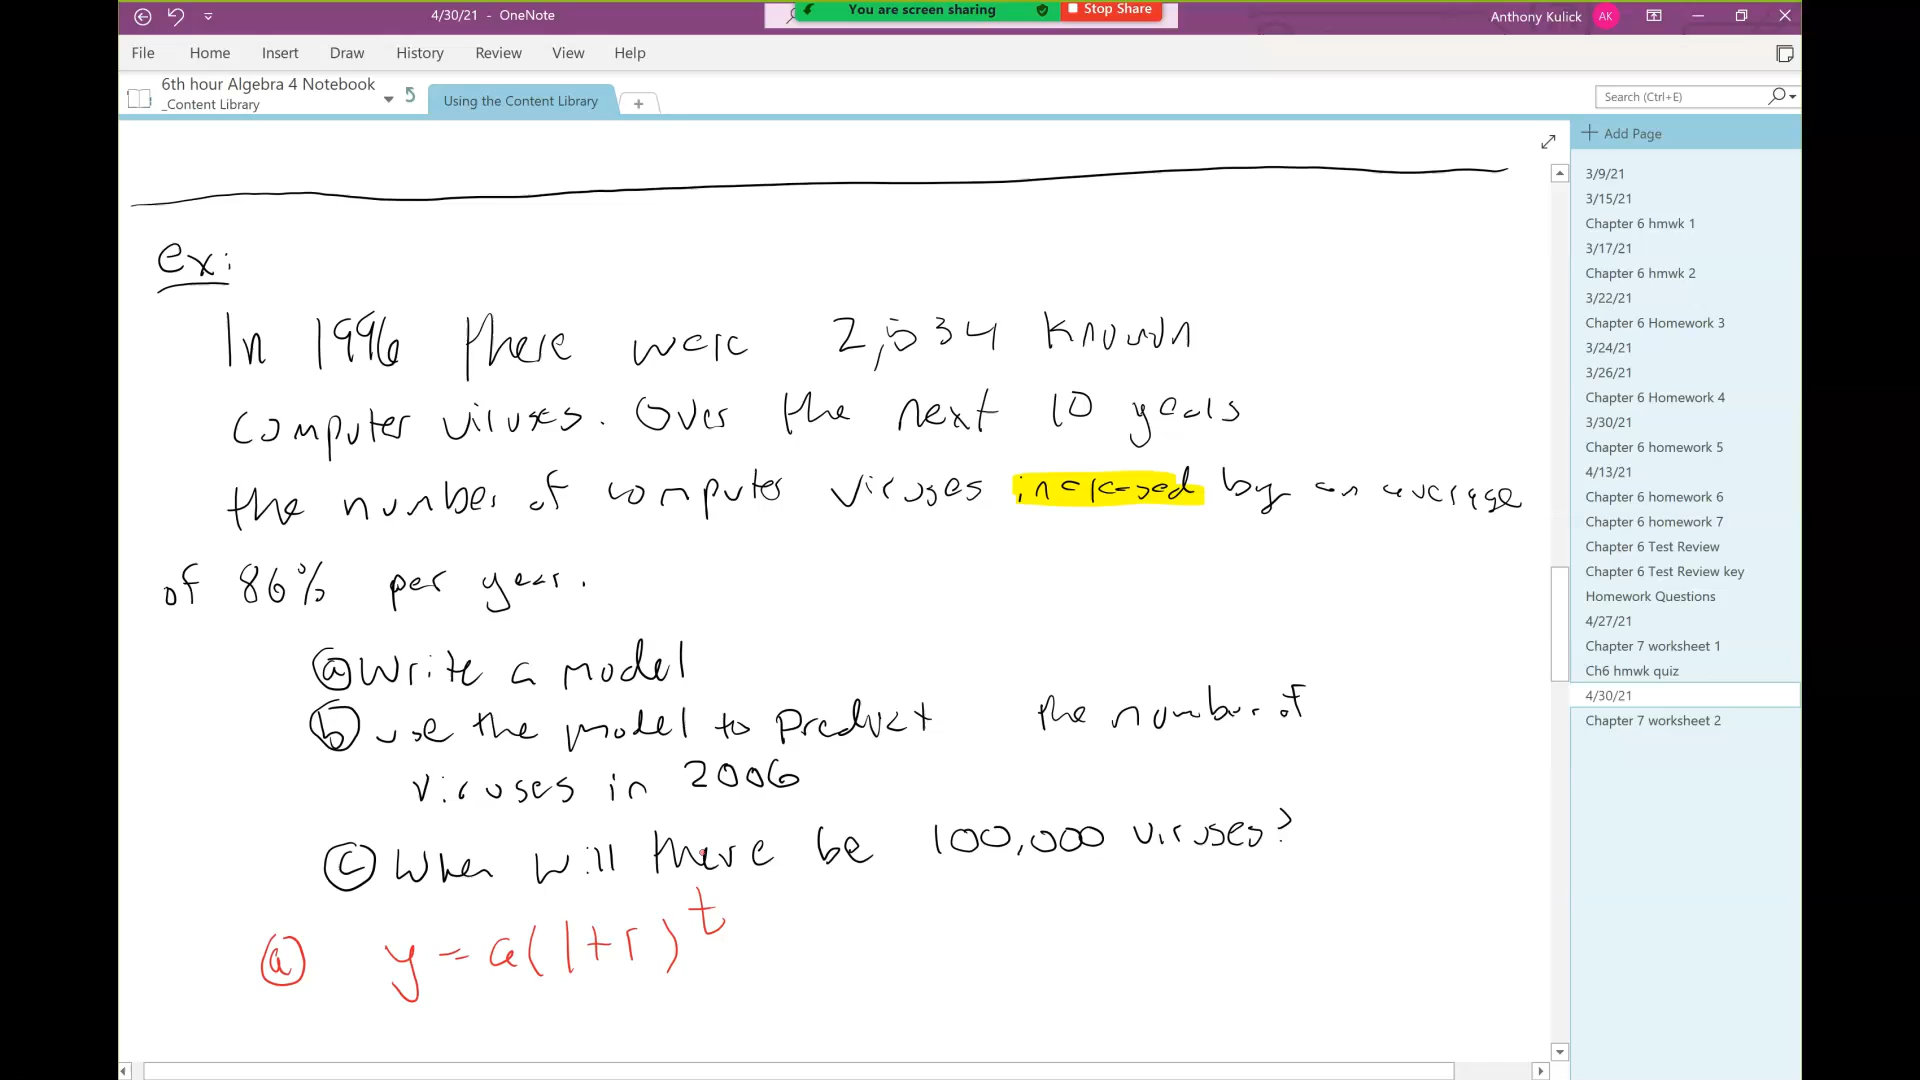 4/30/21 - OneNote
You are screen sharing
Stop Share
Anthony Kulick
AK
File Home Insert Draw History Review View Help
6th hour Algebra 4 Notebook
_Content Library
Using the Content Library
Search (Ctrl+E)
Add Page
3/9/21
3/15/21
Chapter 6 hmwk 1
3/17/21
Chapter 6 hmwk 2
3/22/21
Chapter 6 Homework 3
3/24/21
3/26/21
Chapter 6 Homework 4
3/30/21
Chapter 6 homework 5
4/13/21
Chapter 6 homework 6
Chapter 6 homework 7
Chapter 6 Test Review
Chapter 6 Test Review key
Homework Questions
4/27/21
Chapter 7 worksheet 1
Ch6 hmwk quiz
4/30/21
Chapter 7 worksheet 2
ex:
In 1996 there were 2,534 known
computer viruses. Over the next 10 years
the number of computer viruses increased by an average
of 86% per year.
ⓐ Write a model
ⓑ use the model to preduct the number of
viruses in 2006
ⓒ When will there be 100,000 viruses?
ⓐ y = a(1+r)^t